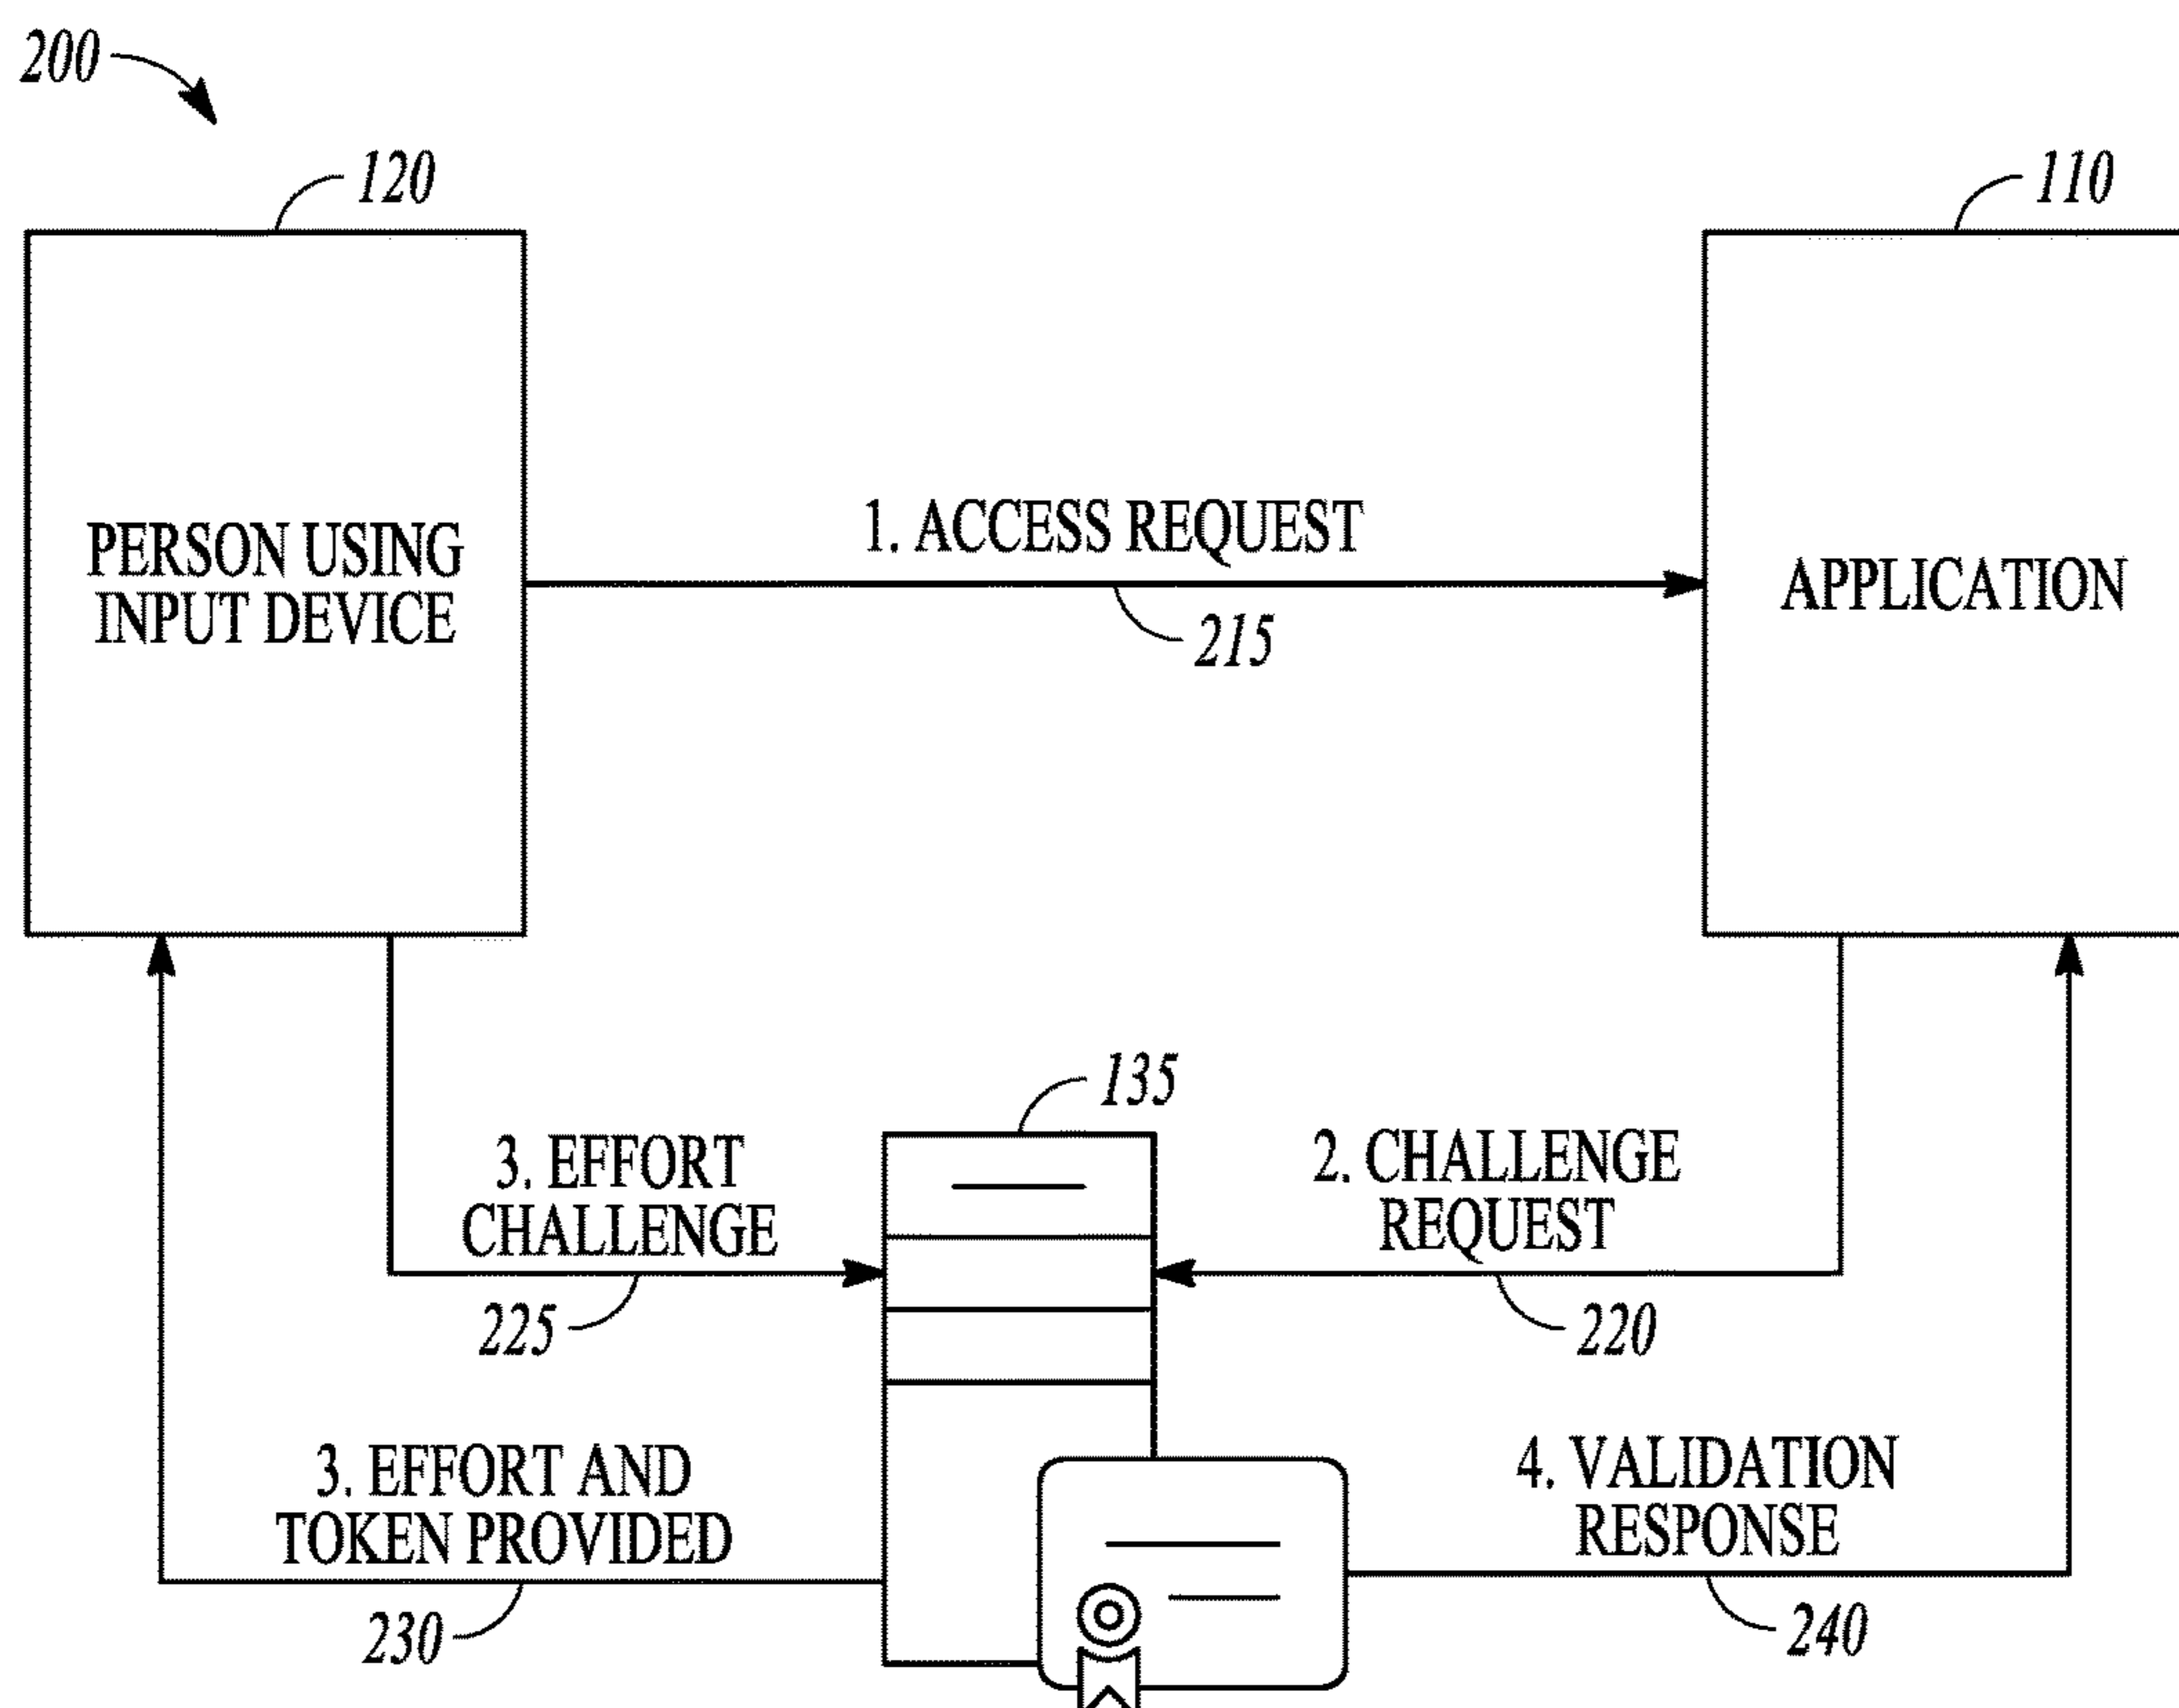 200
120
110
PERSON USING
INPUT DEVICE
1. ACCESS REQUEST
215
APPLICATION
135
3. EFFORT
CHALLENGE
225
2. CHALLENGE
REQUEST
220
3. EFFORT AND
TOKEN PROVIDED
230
4. VALIDATION
RESPONSE
240